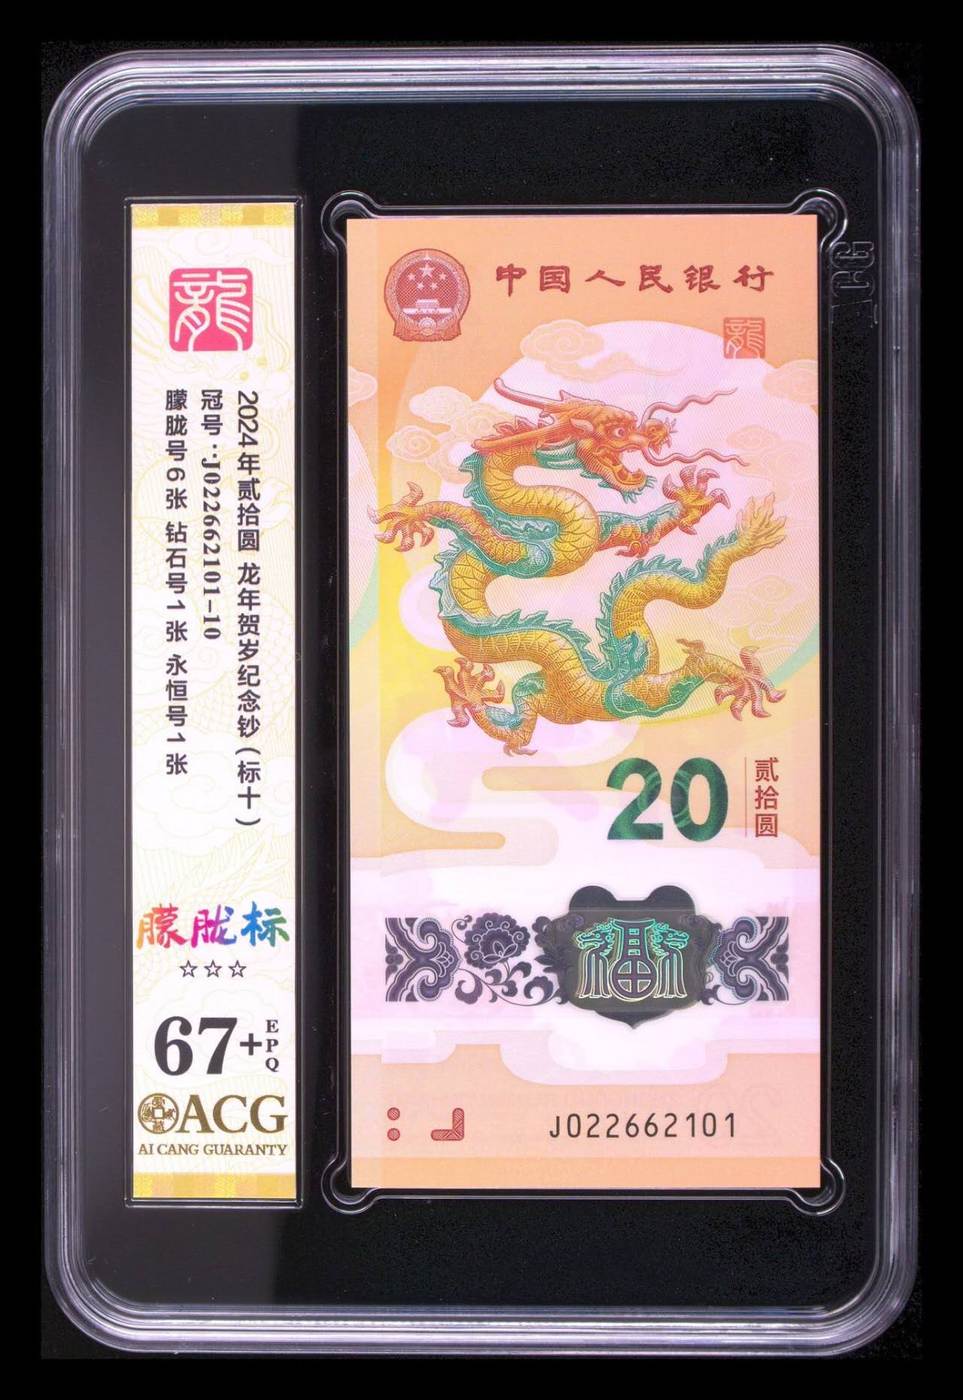 龍
2024年贰拾圆 龙年贺岁纪念钞(标十)
冠号:J022662101-10
朦胧号6张 钻石号1张 永恒号1张
朦胧标
☆☆☆
67+EPQ
ACG
AI CANG GUARANTY
中国人民银行
龍
20
贰拾圆
福
J022662101
ACG